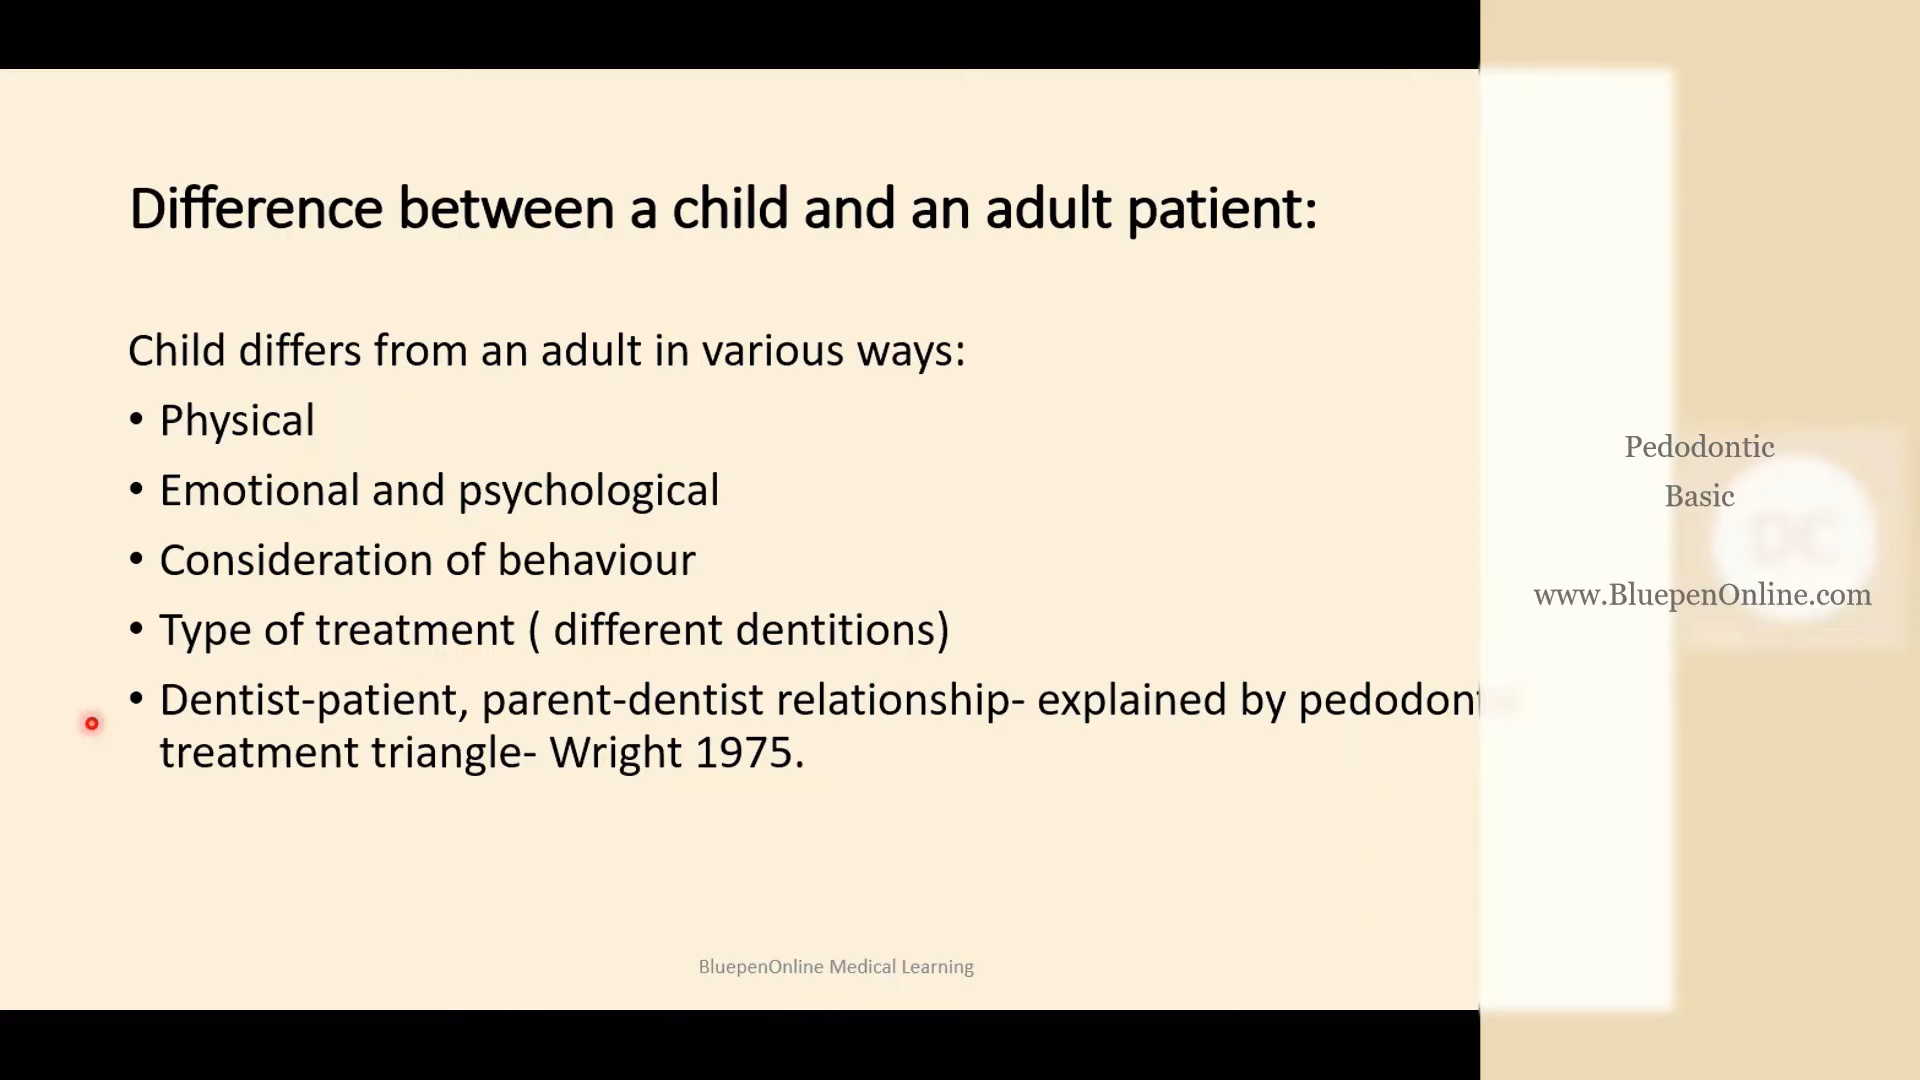 Difference between a child and an adult patient:
Child differs from an adult in various ways:
• Physical
• Emotional and psychological
• Consideration of behaviour
• Type of treatment ( different dentitions)
• Dentist-patient, parent-dentist relationship- explained by
treatment triangle- Wright 1975.
BluepenOnline Medical Learning
Pedodontic
Basic
www.BluepenOnline.com